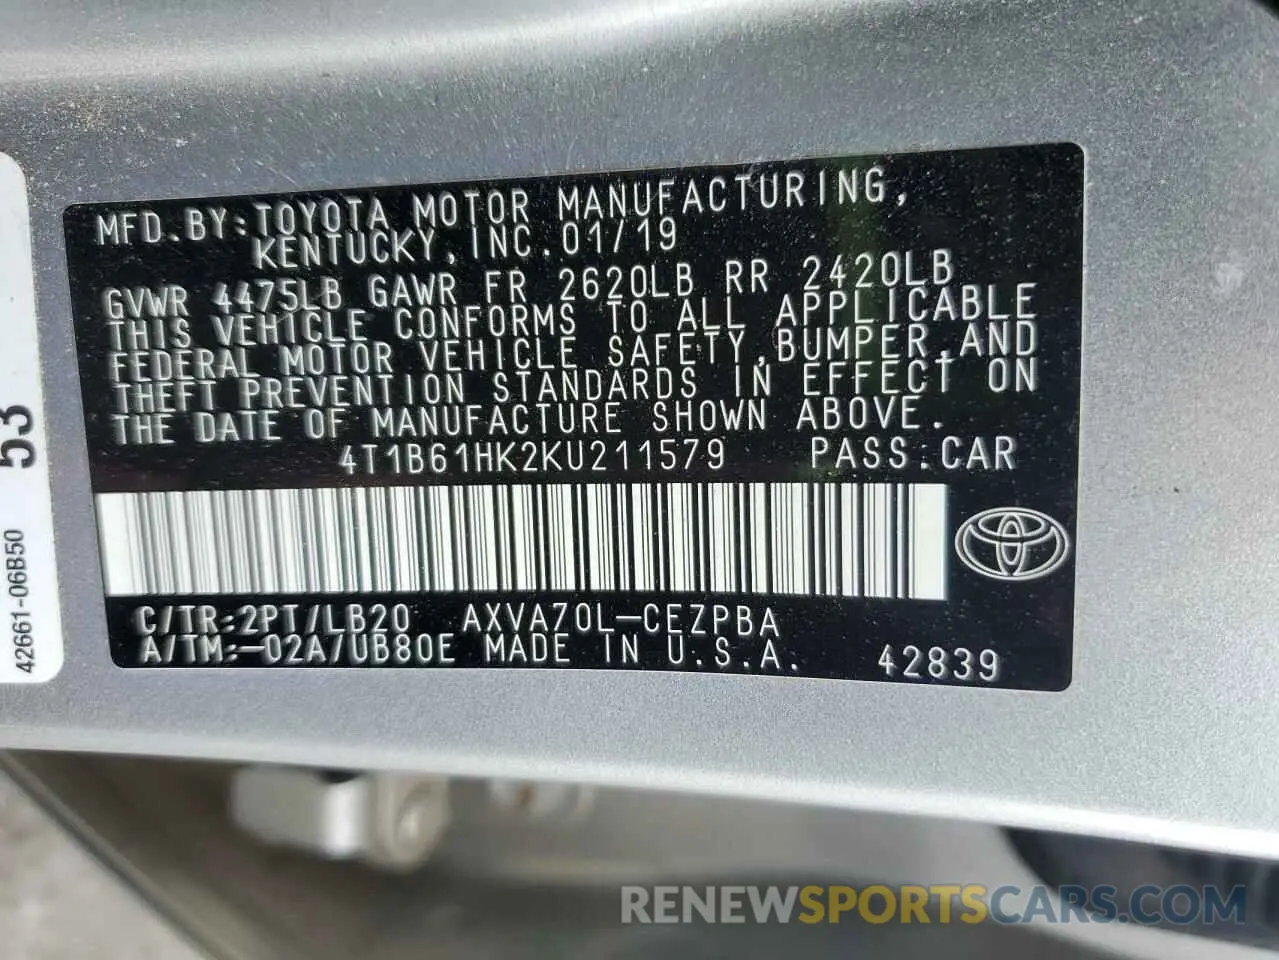 MFD.BY:TOYOTA MOTOR MANUFACTURING,
KENTUCKY, INC. 01/19
GVWR 4475LB GAWR FR 2620LB RR 2420LB
THIS VEHICLE CONFORMS TO ALL APPLICABLE
FEDERAL MOTOR VEHICLE SAFETY, BUMPER, AND
THEFT PREVENTION STANDARDS IN EFFECT ON
THE DATE OF MANUFACTURE SHOWN ABOVE.
4T1B61HK2KU211579 PASS.CAR
C/TR:2PT/LB20 AXVA70L-CEZPBA
A/TM:-02A/UB80E MADE IN U.S.A. 42839
53
42661-06B50
RENEWSPORTSCARS.COM